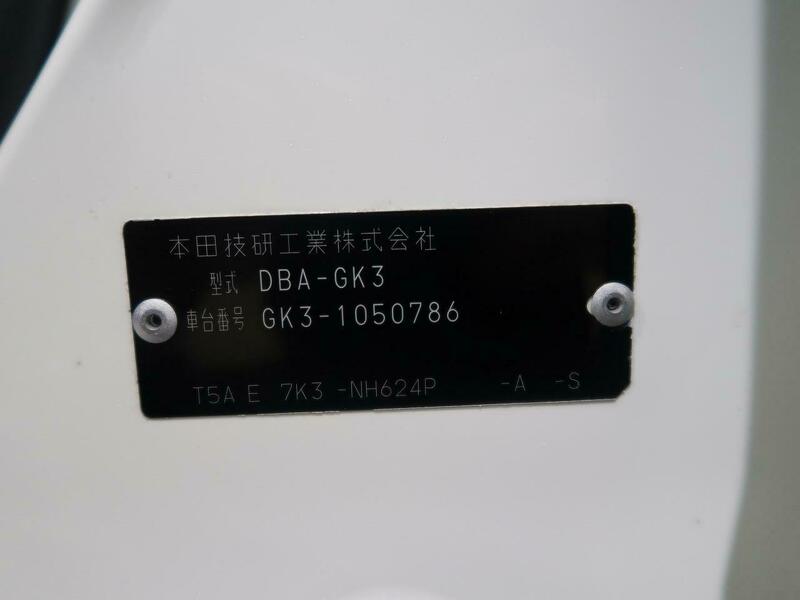 本田技研工業株式会社
型式 DBA-GK3
車台番号 GK3-1050786
T5A E 7K3 -NH624P -A -S